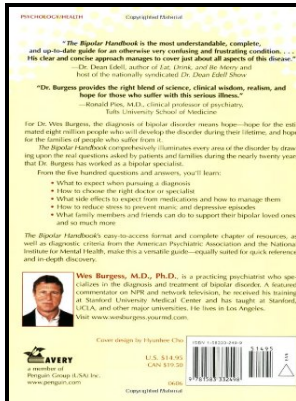 PSYCHOLOGY/HEALTH
Copyrighted Material
"The Bipolar Handbook is the most understandable, complete,
and up-to-date guide for an otherwise very confusing and frustrating condition. . . .
His clear and concise approach manages to cover just about all aspects of this disease."
—Dr. Dean Edell, author of Eat, Drink, and Be Merry and
host of the nationally syndicated Dr. Dean Edell Show
"Dr. Burgess provides the right blend of science, clinical wisdom, realism, and
hope for those who suffer with this serious illness."
—Ronald Pies, M.D., clinical professor of psychiatry,
Tufts University School of Medicine
For Dr. Wes Burgess, the diagnosis of bipolar disorder means hope—hope for the esti-
mated eight million people who will develop the disorder during their lifetime, and hope
for the families of people who suffer from it.
The Bipolar Handbook comprehensively illuminates every area of the disorder by draw-
ing upon the real questions asked by patients and families during the nearly twenty year
that Dr. Burgess has worked as a bipolar specialist.
From the five hundred questions and answers, you'll learn:
• What to expect when pursuing a diagnosis
• How to choose the right doctor or specialist
• What side effects to expect from medications and how to manage them
• How to reduce stress to prevent manic and depressive episodes
• What family members and friends can do to support their bipolar loved ones
and so much more
The Bipolar Handbook's easy-to-access format and complete chapter of resources, as
well as diagnostic criteria from the American Psychiatric Association and the National
Institute for Mental Health, make this a versatile guide—equally suited for quick reference
and in-depth discovery.
Wes Burgess, M.D., Ph.D., is a practicing psychiatrist who spe-
cializes in the diagnosis and treatment of bipolar disorder. A featured
commentator on NPR and network television, he received his training
at Stanford University Medical Center and has taught at Stanford,
UCLA, and other major universities. He lives in Los Angeles.
Visit www.wesburgess.yourmd.com.
Cover design by Hyunhee Cho
AVERY
a member of
Penguin Group (USA) Inc.
www.penguin.com
U.S. $14.95
CAN $19.50
0606
ISBN 1-58333-249-8
51495
9 781583 332498
Copyrighted Material